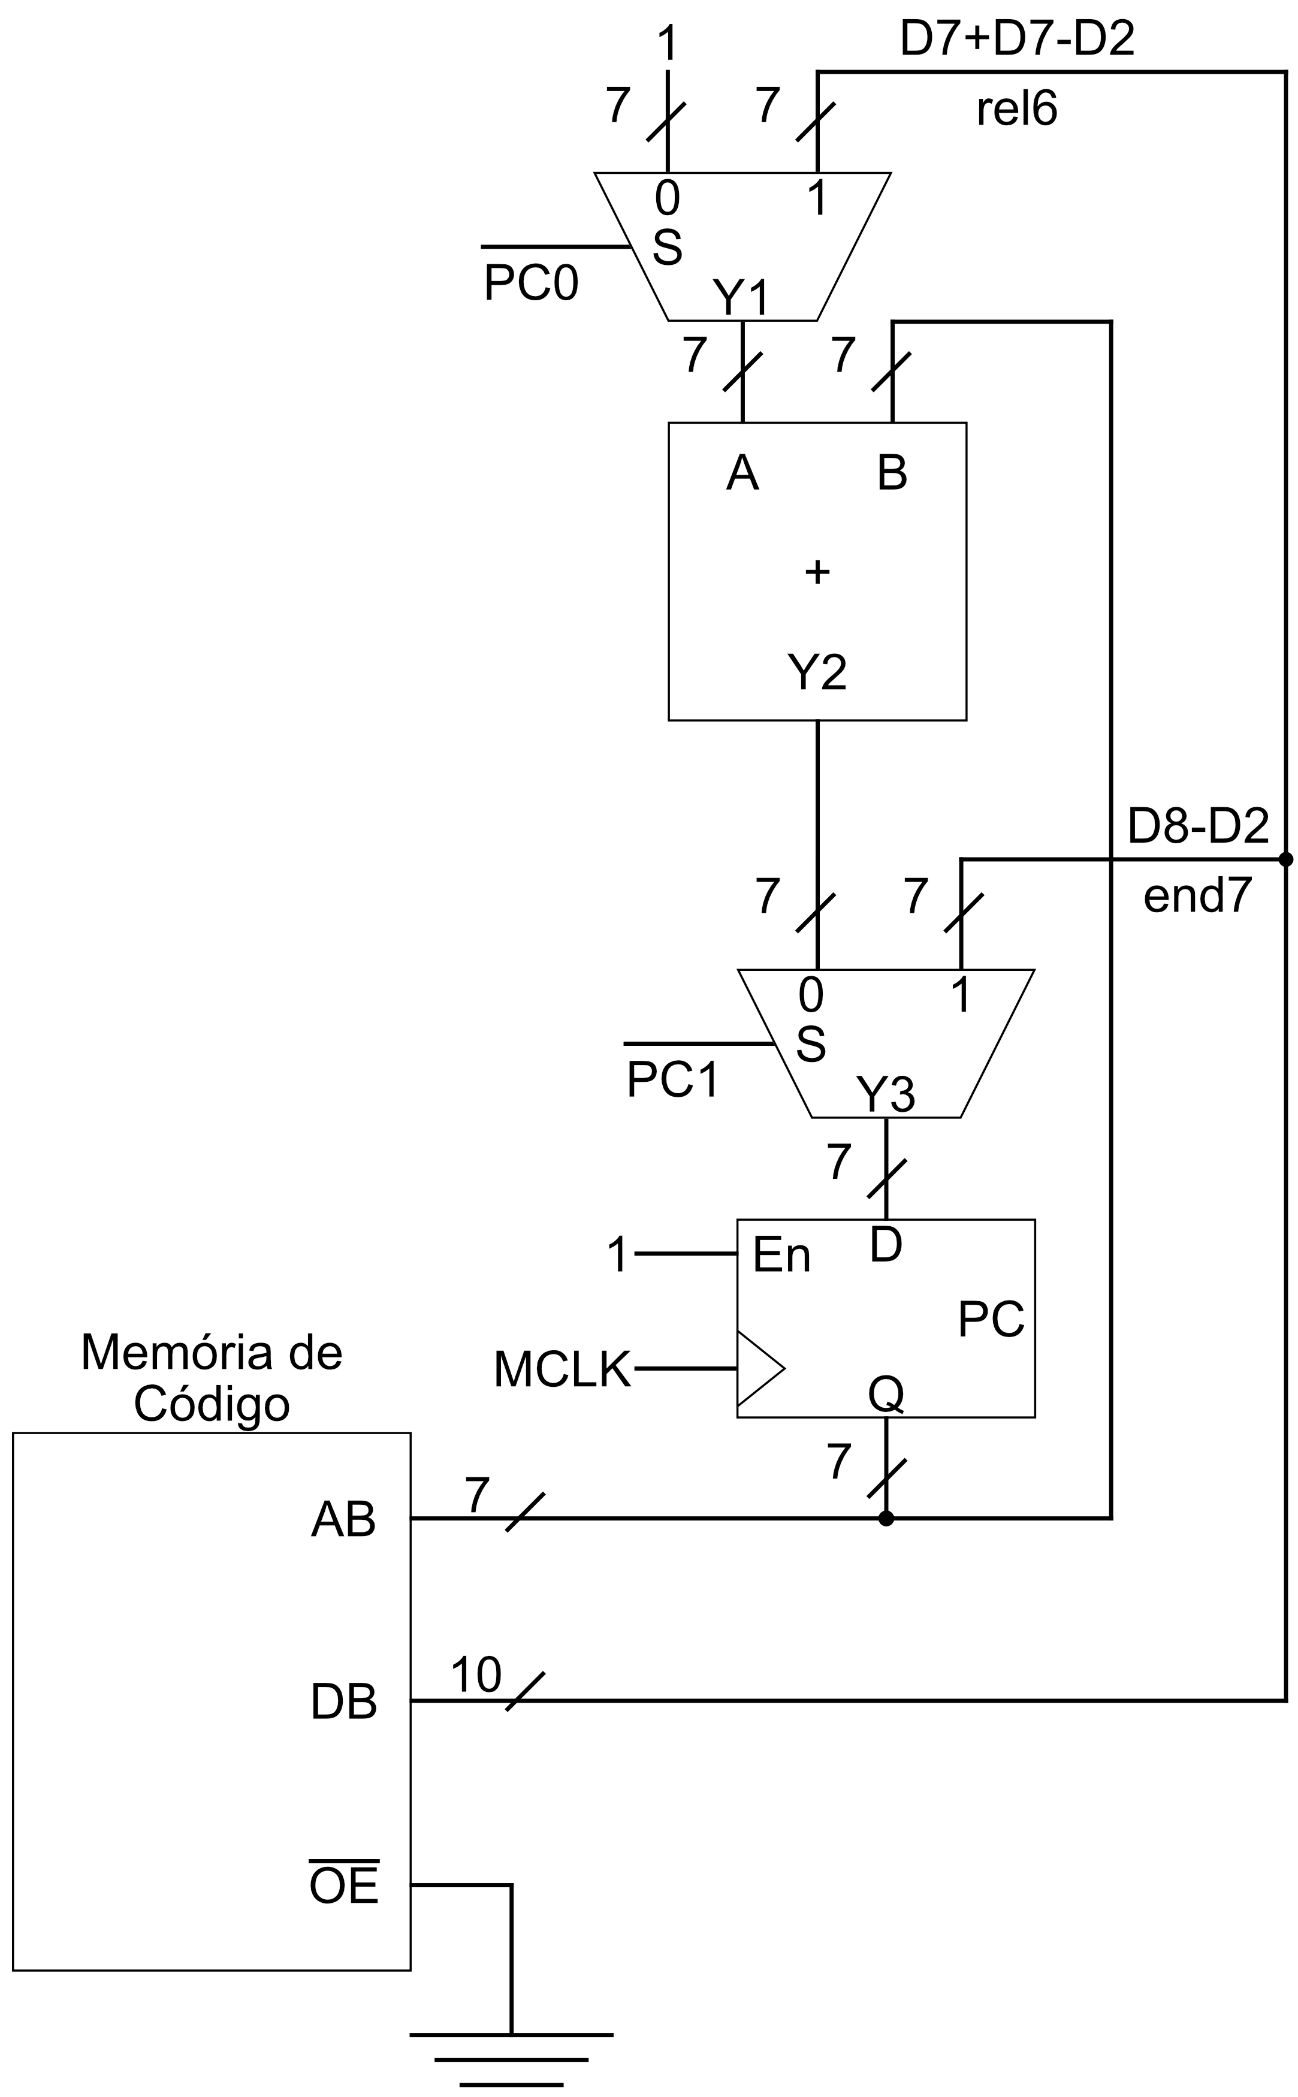 1
D7+D7-D2
7
7
rel6
0
1
S
PC0
Y1
7
7
A
B
+
Y2
D8-D2
7
7
end7
0
1
S
PC1
Y3
7
1
En
D
PC
Memória de
Código
MCLK
Q
7
7
AB
10
DB
OE